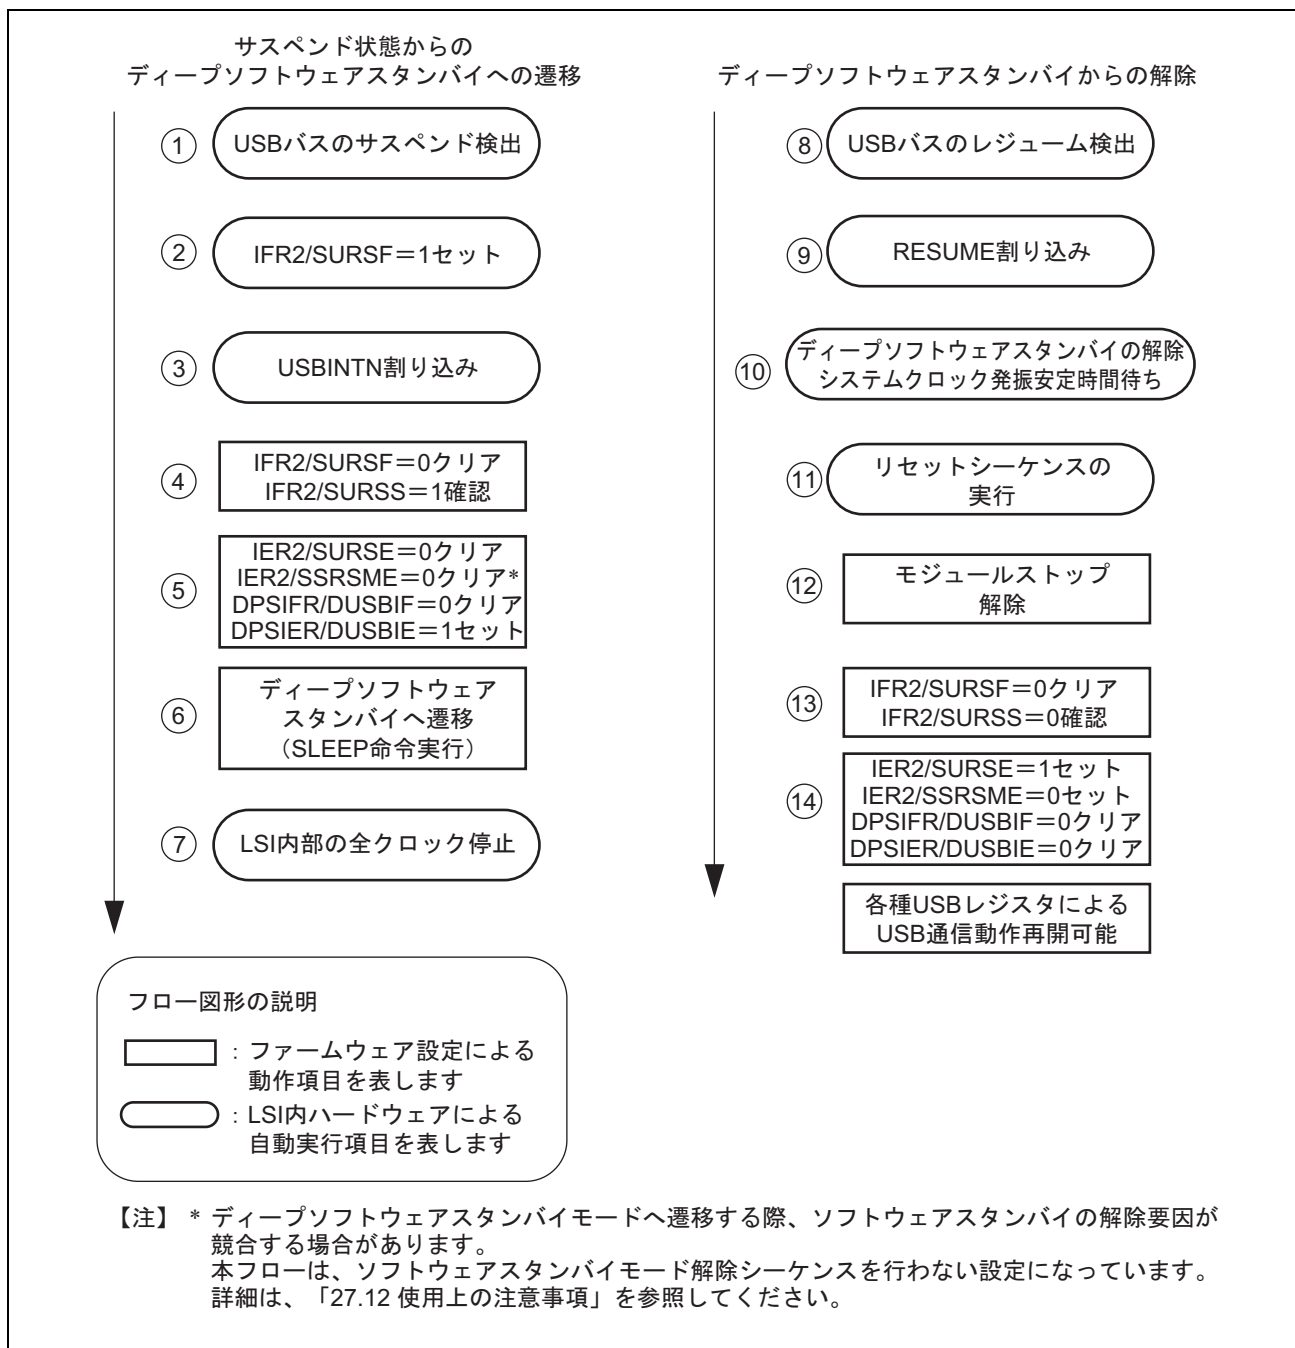 サスペンド状態からの
ディープソフトウェアスタンバイへの遷移
① USBバスのサスペンド検出
② IFR2/SURSF＝1セット
③ USBINTN割り込み
④ IFR2/SURSF＝0クリア
IFR2/SURSS＝1確認
⑤ IER2/SURSE＝0クリア
IER2/SSRSME＝0クリア*
DPSIFR/DUSBIF＝0クリア
DPSIER/DUSBIE＝1セット
⑥ ディープソフトウェア
スタンバイへ遷移
（SLEEP命令実行）
⑦ LSI内部の全クロック停止
ディープソフトウェアスタンバイからの解除
⑧ USBバスのレジューム検出
⑨ RESUME割り込み
⑩ ディープソフトウェアスタンバイの解除
システムクロック発振安定時間待ち
⑪ リセットシーケンスの
実行
⑫ モジュールストップ
解除
⑬ IFR2/SURSF＝0クリア
IFR2/SURSS＝0確認
⑭ IER2/SURSE＝1セット
IER2/SSRSME＝0セット
DPSIFR/DUSBIF＝0クリア
DPSIER/DUSBIE＝0クリア
各種USBレジスタによる
USB通信動作再開可能
フロー図形の説明
：ファームウェア設定による
動作項目を表します
：LSI内ハードウェアによる
自動実行項目を表します
【注】 * ディープソフトウェアスタンバイモードへ遷移する際、ソフトウェアスタンバイの解除要因が
競合する場合があります。
本フローは、ソフトウェアスタンバイモード解除シーケンスを行わない設定になっています。
詳細は、「27.12 使用上の注意事項」を参照してください。